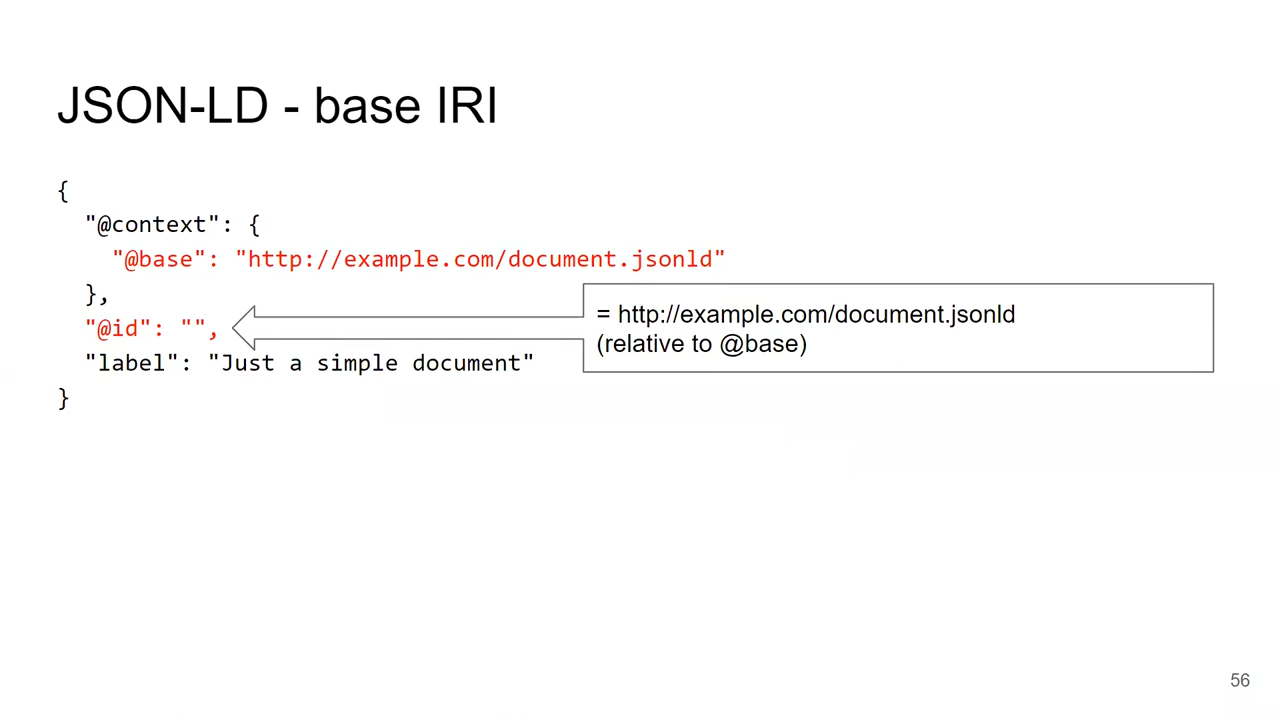 JSON-LD - base IRI
{
"@context": {
"@base": "http://example.com/document.jsonld"
},
"@id": "",
"label": "Just a simple document"
}
= http://example.com/document.jsonld
(relative to @base)
56